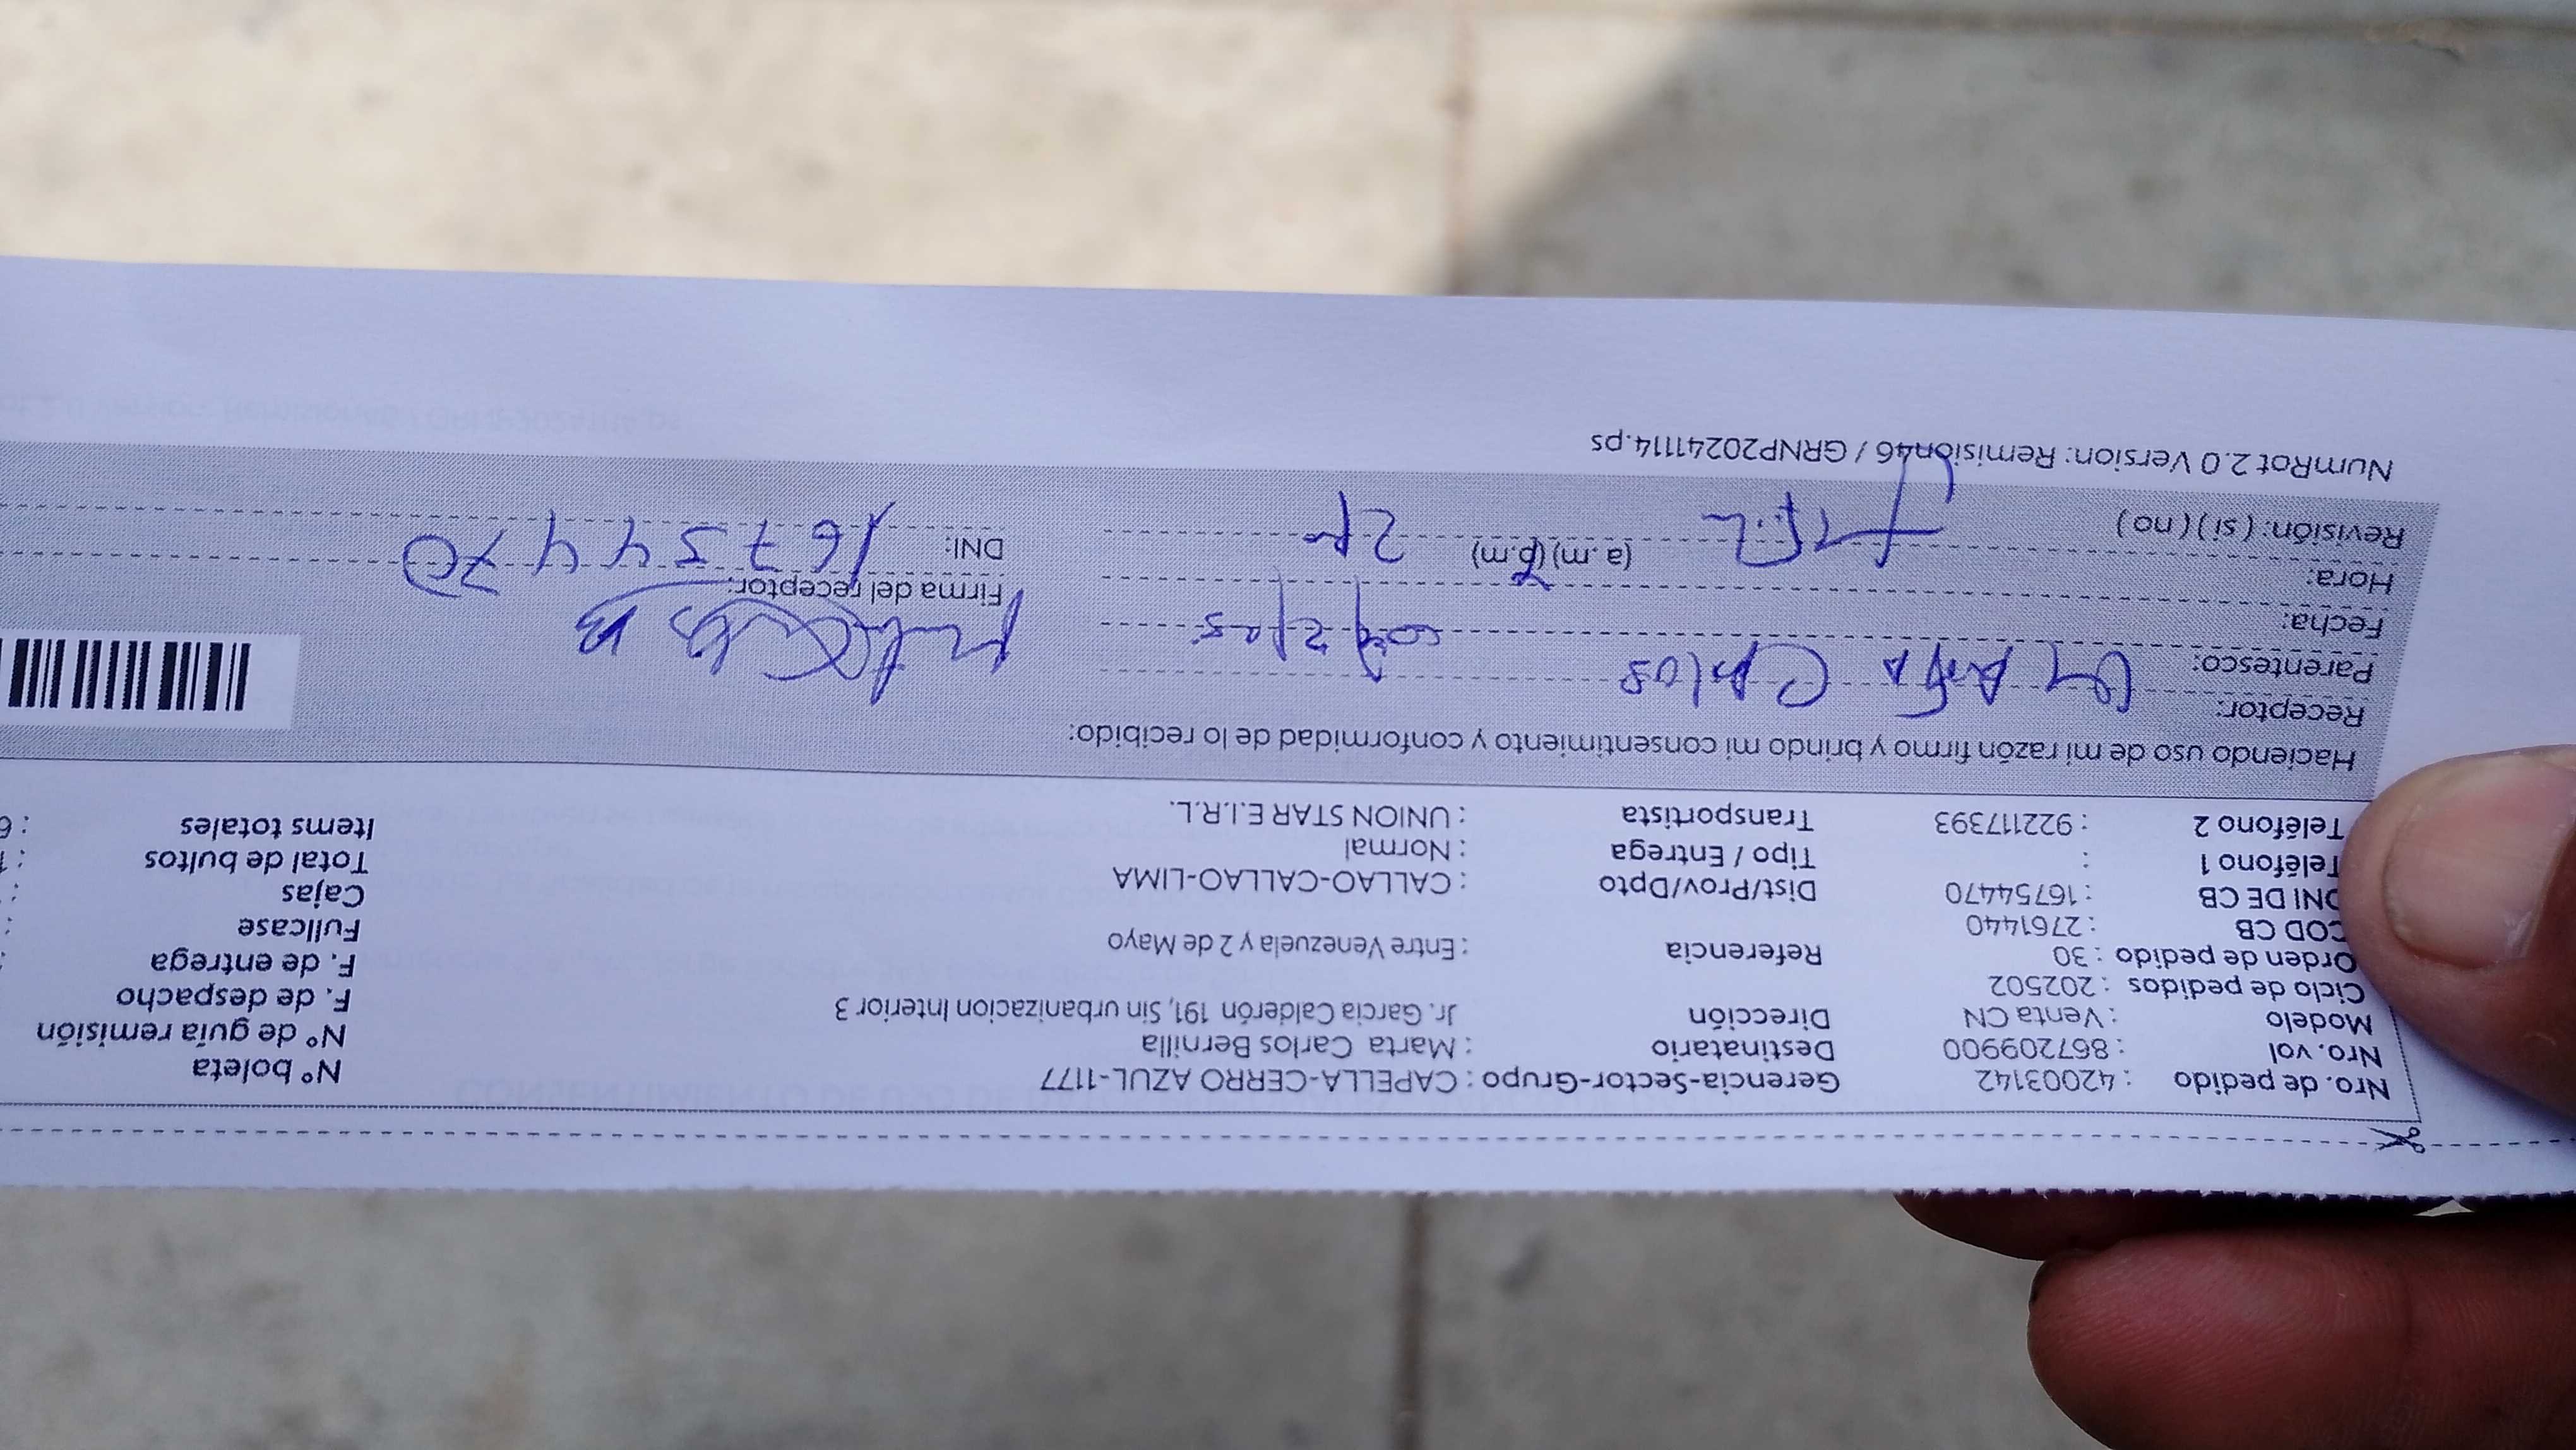 Nro. de pedido : 42003142 Gerencia-Sector-Grupo : CAPELLA-CERRO AZUL-1177 N° boleta
Nro. vol : 867209900 Destinatario : Marta Carlos Bernilla N° de guía remisión
Modelo : Venta CN Dirección Jr. Garcia Calderón 191, Sin urbanizacion Interior 3 F. de despacho
Ciclo de pedidos : 202502 F. de entrega :
Orden de pedido : 30 Referencia : Entre Venezuela y 2 de Mayo Fullcase :
COD CB : 2761440 Cajas :
DNI DE CB : 16754470 Dist/Prov/Dpto : CALLAO-CALLAO-LIMA Total de bultos :
Teléfono 1 : Tipo / Entrega : Normal Items totales : 6
Teléfono 2 : 922117393 Transportista : UNION STAR E.I.R.L.
Haciendo uso de mi razón firmo y brindo mi consentimiento y conformidad de lo recibido:
Receptor: Carlos
Parentesco:
Fecha: Firma del receptor:
Hora: (a.m) (p.m) DNI: 16754470
Revisión: ( si ) ( no )
NumRot 2.0 Version: Remisión46 / GRNP20241114.ps